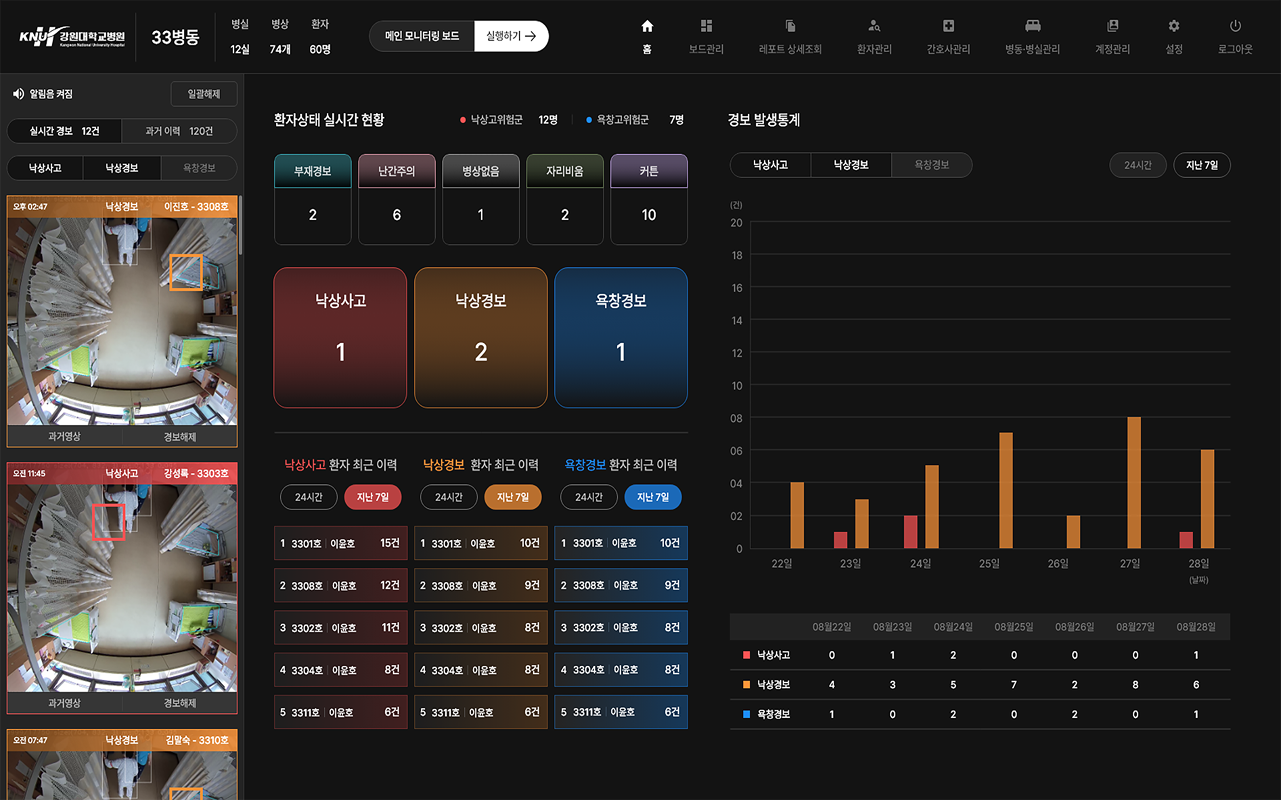 KNUH 강원대학교병원
Kangwon National University Hospital
33병동
병실 병상 환자
12실 74개 60명
메인 모니터링 보드 실행하기 →
홈 보드관리 레포트 상세조회 환자관리 간호사관리 병동·병실관리 계정관리 설정 로그아웃
알림음 켜짐 일괄해제
실시간 경보 12건 과거 이력 120건
낙상사고 낙상경보 욕창경보
오후 02:47 낙상경보 이진호 - 3308호
과거영상 경보해제
오전 11:45 낙상사고 강성록 - 3303호
과거영상 경보해제
오전 07:47 낙상경보 김말숙 - 3310호
환자상태 실시간 현황 낙상고위험군 12명 욕창고위험군 7명
부재경보 난간주의 병상없음 자리비움 커튼
2 6 1 2 10
낙상사고 낙상경보 욕창경보
1 2 1
낙상사고 환자 최근 이력 낙상경보 환자 최근 이력 욕창경보 환자 최근 이력
24시간 지난 7일 24시간 지난 7일 24시간 지난 7일
1 3301호 이윤호 15건 1 3301호 이윤호 10건 1 3301호 이윤호 10건
2 3308호 이윤호 12건 2 3308호 이윤호 9건 2 3308호 이윤호 9건
3 3302호 이윤호 11건 3 3302호 이윤호 8건 3 3302호 이윤호 8건
4 3304호 이윤호 8건 4 3304호 이윤호 8건 4 3304호 이윤호 8건
5 3311호 이윤호 6건 5 3311호 이윤호 6건 5 3311호 이윤호 6건
경보 발생통계
낙상사고 낙상경보 욕창경보 24시간 지난 7일
(건)
20
18
16
14
12
10
08
06
04
02
0
22일 23일 24일 25일 26일 27일 28일
(날짜)
08월22일 08월23일 08월24일 08월25일 08월26일 08월27일 08월28일
낙상사고 0 1 2 0 0 0 1
낙상경보 4 3 5 7 2 8 6
욕창경보 1 0 2 0 2 0 1